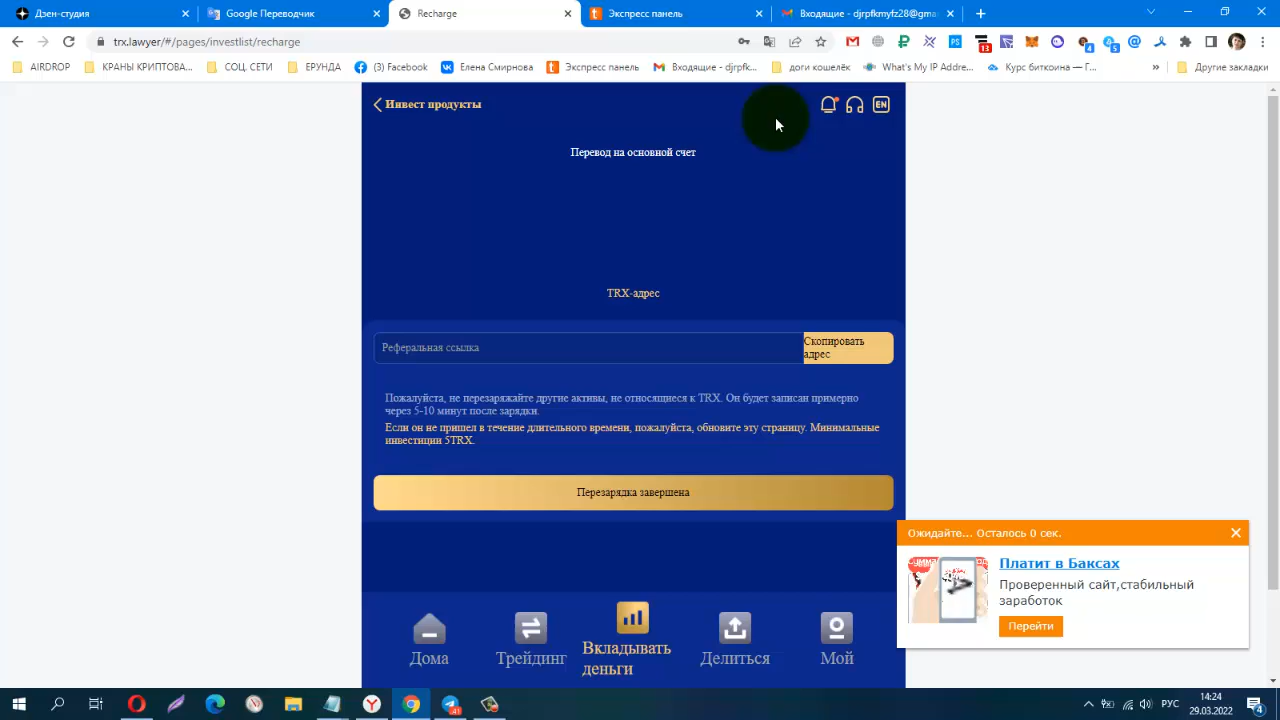 Дзен-студия
Google Переводчик
Recharge
Экспресс панель
Входящие - djrpfkmyfz28@gma
trx.lawyer/#/pages/investlist/recharge
AIRDROP
КРАНЫ КРИПТОВА...
СОЦ. СЕТИ
ЕРУНДА
(3) Facebook
Елена Смирнова
Экспресс панель
Входящие - djrpfk...
доги кошелёк
What's My IP Addre...
Курс биткоина — Г...
»
Другие закладки
Инвест продукты
EN
Перевод на основной счет
TRX-адрес
Реферальная ссылка
Скопировать
адрес
Пожалуйста, не перезаряжайте другие активы, не относящиеся к TRX. Он будет записан примерно
через 5-10 минут после зарядки.
Если он не пришел в течение длительного времени, пожалуйста, обновите эту страницу. Минимальные
инвестиции 5TRX.
Перезарядка завершена
Ожидайте... Осталось 0 сек.
Платит в Баксах
Проверенный сайт,стабильный
заработок
Перейти
Дома
Трейдинг
Вкладывать
деньги
Делиться
Мой
РУС
14:24
29.03.2022